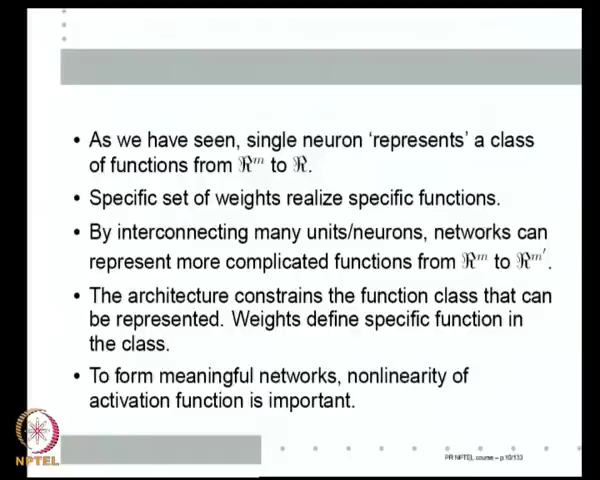 • As we have seen, single neuron ‘represents’ a class
of functions from ℜᵐ to ℜ.
• Specific set of weights realize specific functions.
• By interconnecting many units/neurons, networks can
represent more complicated functions from ℜᵐ to ℜᵐ′.
• The architecture constrains the function class that can
be represented. Weights define specific function in
the class.
• To form meaningful networks, nonlinearity of
activation function is important.
NPTEL
PR NPTEL course – p.10/133